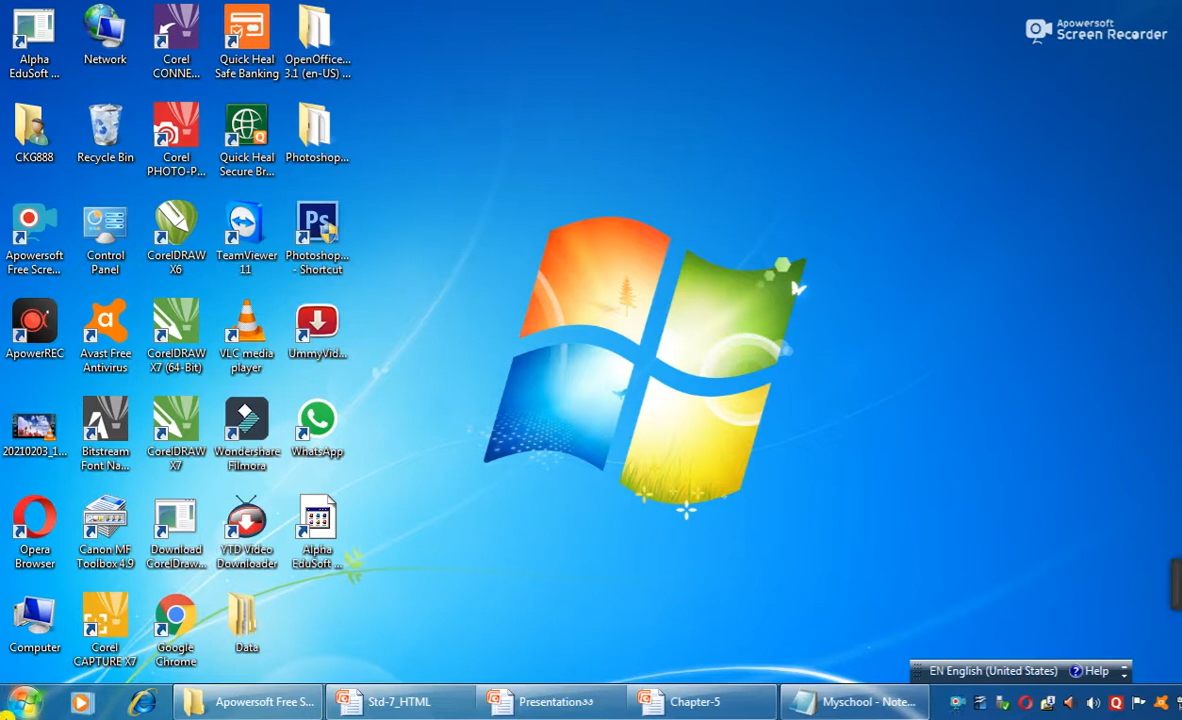 Apowersoft
Screen Recorder
Alpha
EduSoft ...
Network
Corel
CONNE...
Quick Heal
Safe Banking
OpenOffice...
3.1 (en-US) ...
CKG888
Recycle Bin
Corel
PHOTO-P...
Quick Heal
Secure Br...
Photoshop...
Apowersoft
Free Scre...
Control
Panel
CorelDRAW
X6
TeamViewer
11
Ps
Photoshop...
- Shortcut
ApowerREC
Avast Free
Antivirus
CorelDRAW
X7 (64-Bit)
VLC media
player
UmmyVid...
20210203_1...
Bitstream
Font Na...
CorelDRAW
X7
Wondershare
Filmora
WhatsApp
Opera
Browser
Canon MF
Toolbox 4.9
Download
CorelDraw...
YTD Video
Downloader
Alpha
EduSoft ...
Computer
Corel
CAPTURE X7
Google
Chrome
Data
EN English (United States) Help
Apowersoft Free S... Std-7_HTML Chapter-5 Myschool - Note...